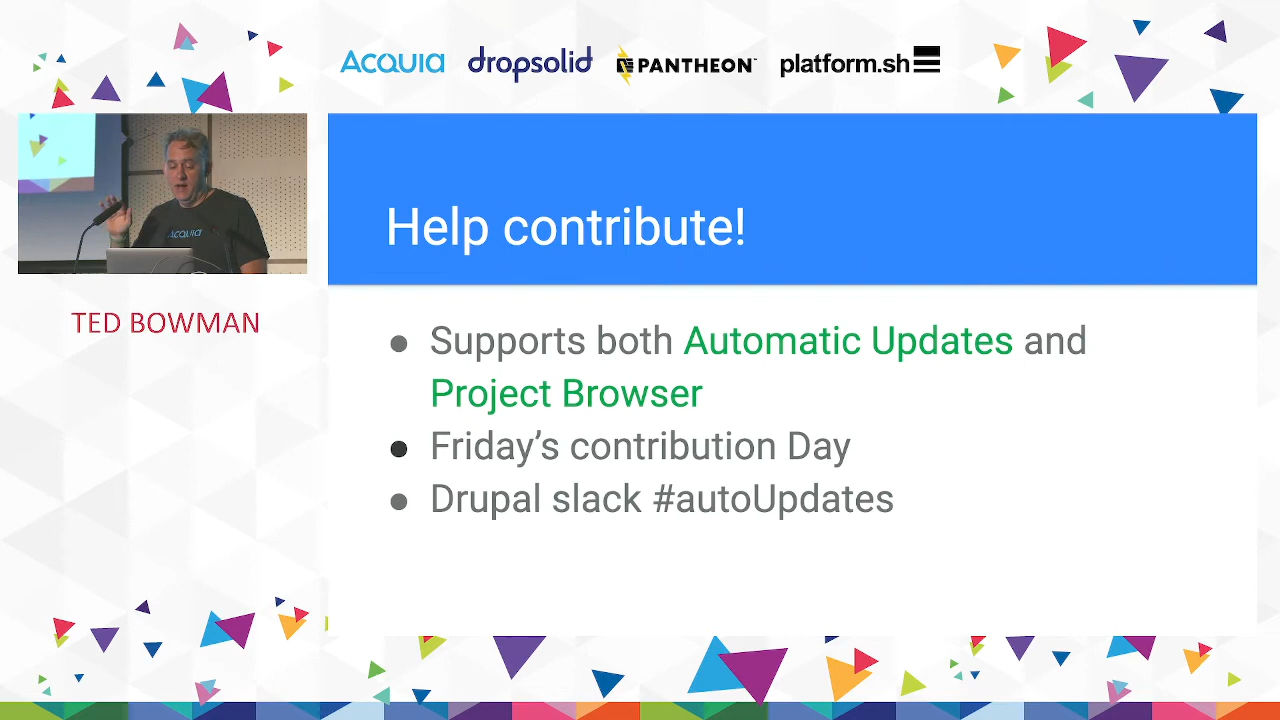 Acquia dropsolid PANTHEON platform.sh
Acquia
TED BOWMAN
Help contribute!
Supports both Automatic Updates and
Project Browser
Friday's contribution Day
Drupal slack #autoUpdates